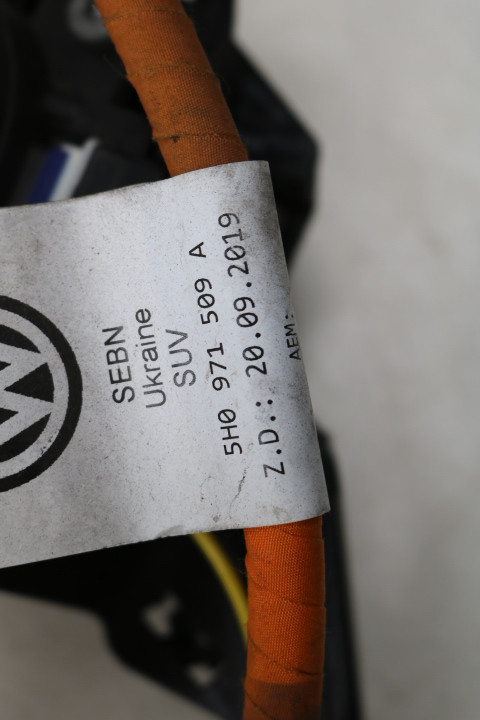 SEBN
Ukraine
SUV
5H0 971 509 A
Z.D.: 20.09.2019
AEM: